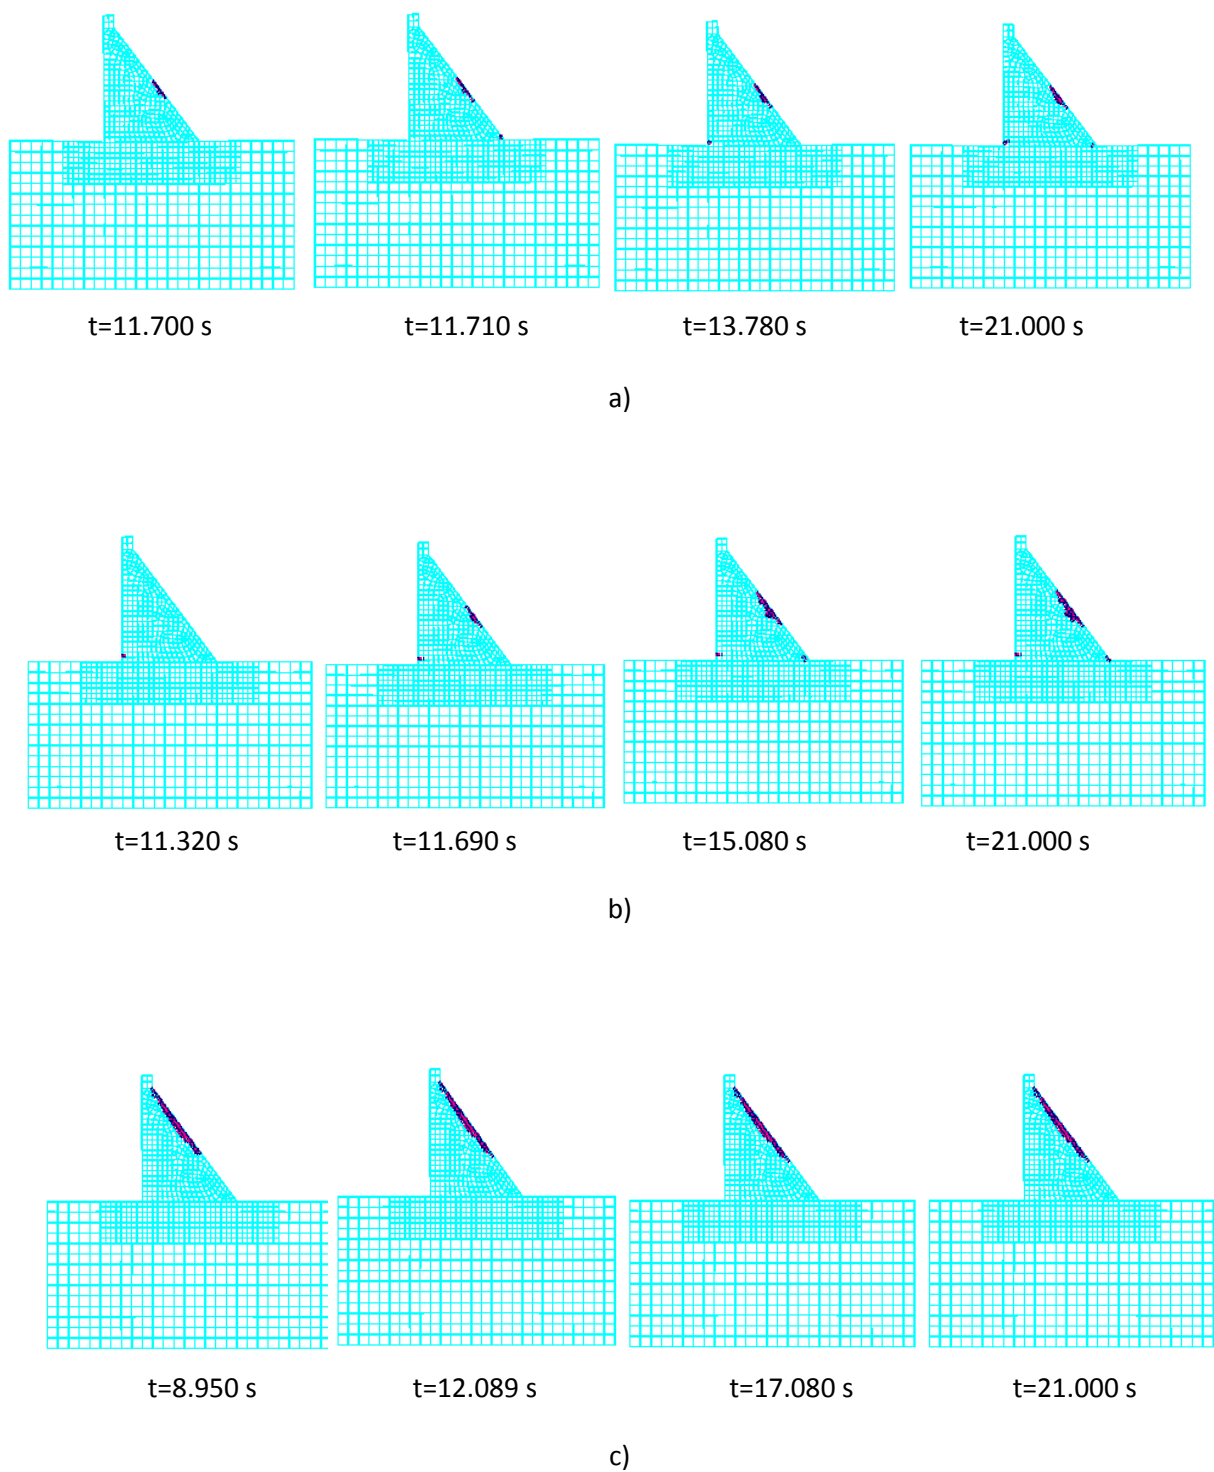 t=11.700 s t=11.710 s t=13.780 s t=21.000 s
a)
t=11.320 s t=11.690 s t=15.080 s t=21.000 s
b)
t=8.950 s t=12.089 s t=17.080 s t=21.000 s
c)